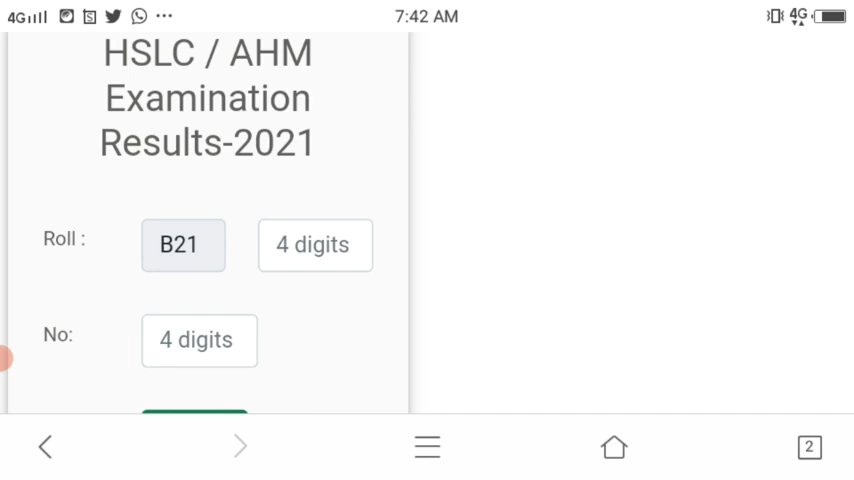 4G
7:42 AM
4G
HSLC / AHM
Examination
Results-2021
Roll :
B21
4 digits
No:
4 digits
2